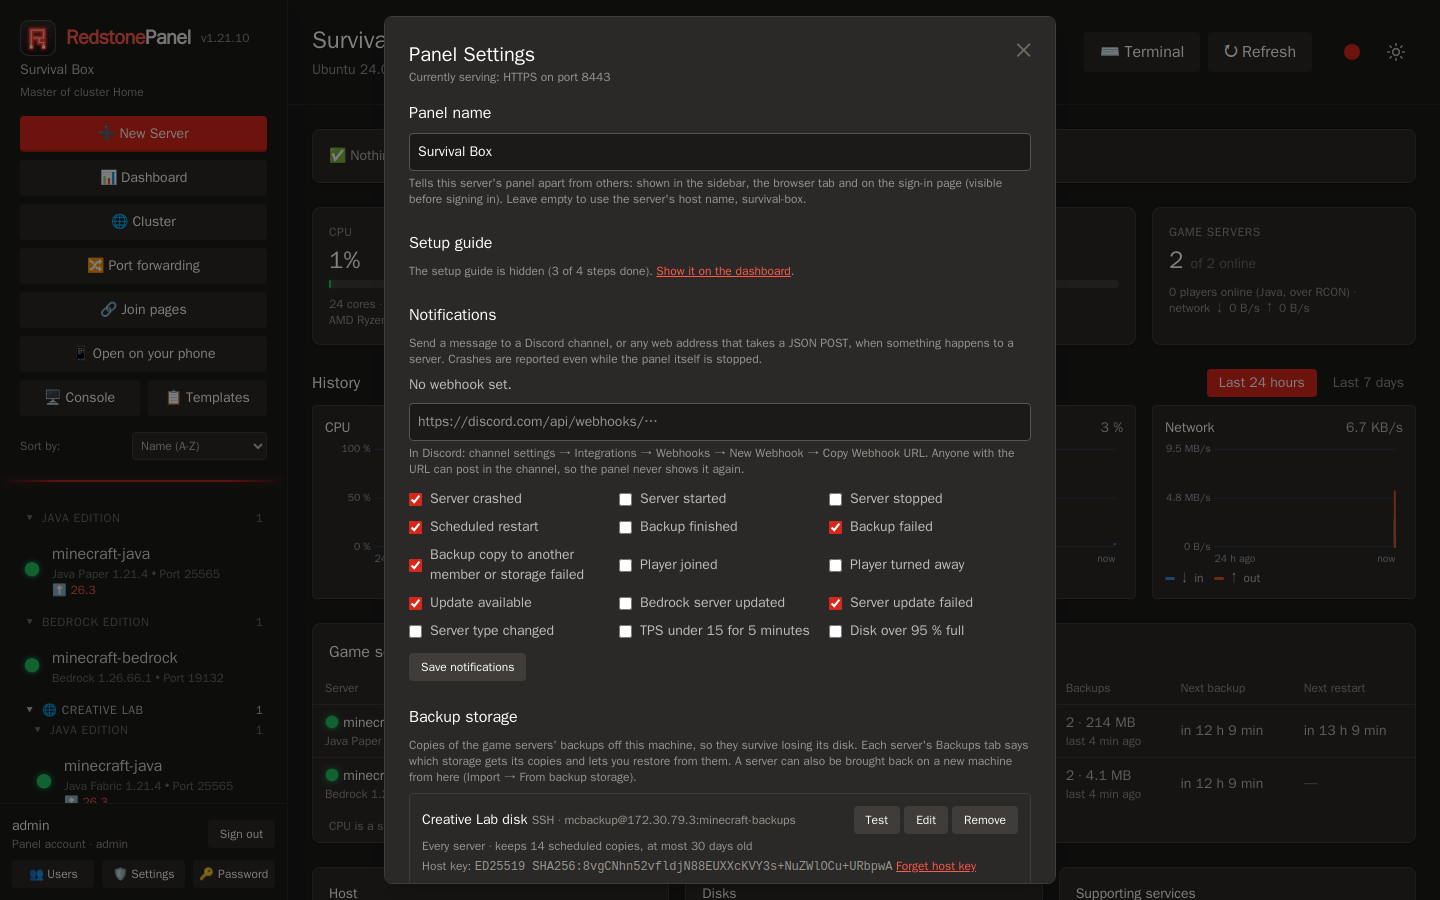 RedstonePanel v1.21.10
Survival Box
Master of cluster Home
➕ New Server
📊 Dashboard
🌐 Cluster
🔀 Port forwarding
🔗 Join pages
📱 Open on your phone
🖥️ Console
📋 Templates
Sort by:
Name (A-Z)
▼ JAVA EDITION 1
minecraft-java
Java Paper 1.21.4 • Port 25565
⬆️ 26.3
▼ BEDROCK EDITION 1
minecraft-bedrock
Bedrock 1.26.66.1 • Port 19132
▼ 🌐 CREATIVE LAB 1
▼ JAVA EDITION 1
minecraft-java
Java Fabric 1.21.4 • Port 25565
⬆️ 26.3
admin
Panel account · admin
Sign out
👥 Users
🛡️ Settings
🔑 Password
Surviva
Ubuntu 24.0
⌨️ Terminal
Refresh
✅ Nothin
CPU
1%
24 cores ·
AMD Ryzen
GAME SERVERS
2 of 2 online
0 players online (Java, over RCON) ·
network ↓ 0 B/s ↑ 0 B/s
History
Last 24 hours
Last 7 days
CPU
100 %
50 %
0 %
24
3 %
now
Network
6.7 KB/s
9.5 MB/s
4.8 MB/s
0 B/s
24 h ago
now
↓ in
↑ out
Game se
Server
Backups
Next backup
Next restart
minecr
Java Paper
2 · 214 MB
last 4 min ago
in 12 h 9 min
in 13 h 9 min
minecr
Bedrock 1.2
2 · 4.1 MB
last 4 min ago
in 12 h 9 min
—
CPU is a s
Host
Disks
Supporting services
Panel Settings
Currently serving: HTTPS on port 8443
Panel name
Survival Box
Tells this server's panel apart from others: shown in the sidebar, the browser tab and on the sign-in page (visible
before signing in). Leave empty to use the server's host name, survival-box.
Setup guide
The setup guide is hidden (3 of 4 steps done). Show it on the dashboard.
Notifications
Send a message to a Discord channel, or any web address that takes a JSON POST, when something happens to a
server. Crashes are reported even while the panel itself is stopped.
No webhook set.
https://discord.com/api/webhooks/…
In Discord: channel settings → Integrations → Webhooks → New Webhook → Copy Webhook URL. Anyone with the
URL can post in the channel, so the panel never shows it again.
Server crashed
Server started
Server stopped
Scheduled restart
Backup finished
Backup failed
Backup copy to another
member or storage failed
Player joined
Player turned away
Update available
Bedrock server updated
Server update failed
Server type changed
TPS under 15 for 5 minutes
Disk over 95 % full
Save notifications
Backup storage
Copies of the game servers' backups off this machine, so they survive losing its disk. Each server's Backups tab says
which storage gets its copies and lets you restore from them. A server can also be brought back on a new machine
from here (Import → From backup storage).
Creative Lab disk SSH · mcbackup@172.30.79.3:minecraft-backups
Test
Edit
Remove
Every server · keeps 14 scheduled copies, at most 30 days old
Host key: ED25519 SHA256:8vgCNhn52vfldjN88EUXXcKVY3s+NuZWlOCu+URbpwA Forget host key